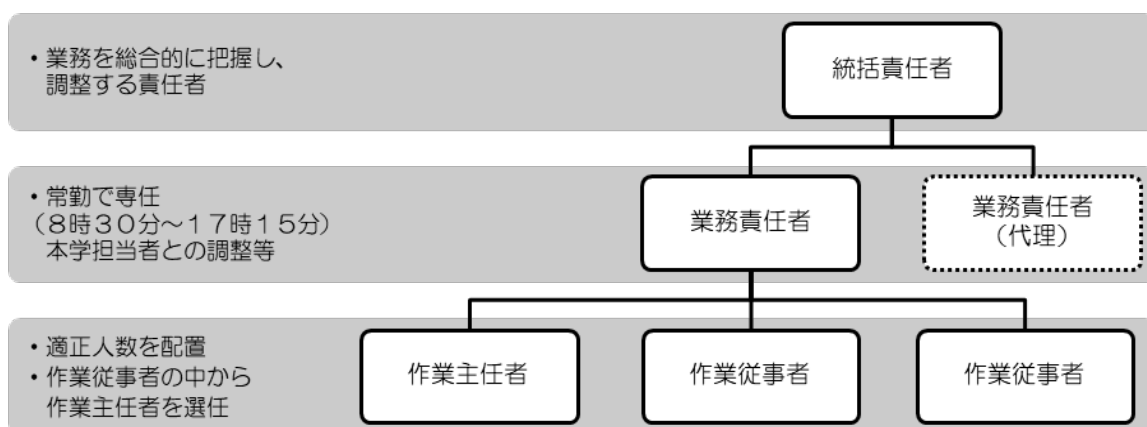 ・業務を総合的に把握し、
調整する責任者
統括責任者
・常勤で専任
（８時３０分～１７時１５分）
本学担当者との調整等
業務責任者
業務責任者
（代理）
・適正人数を配置
・作業従事者の中から
作業主任者を選任
作業主任者
作業従事者
作業従事者